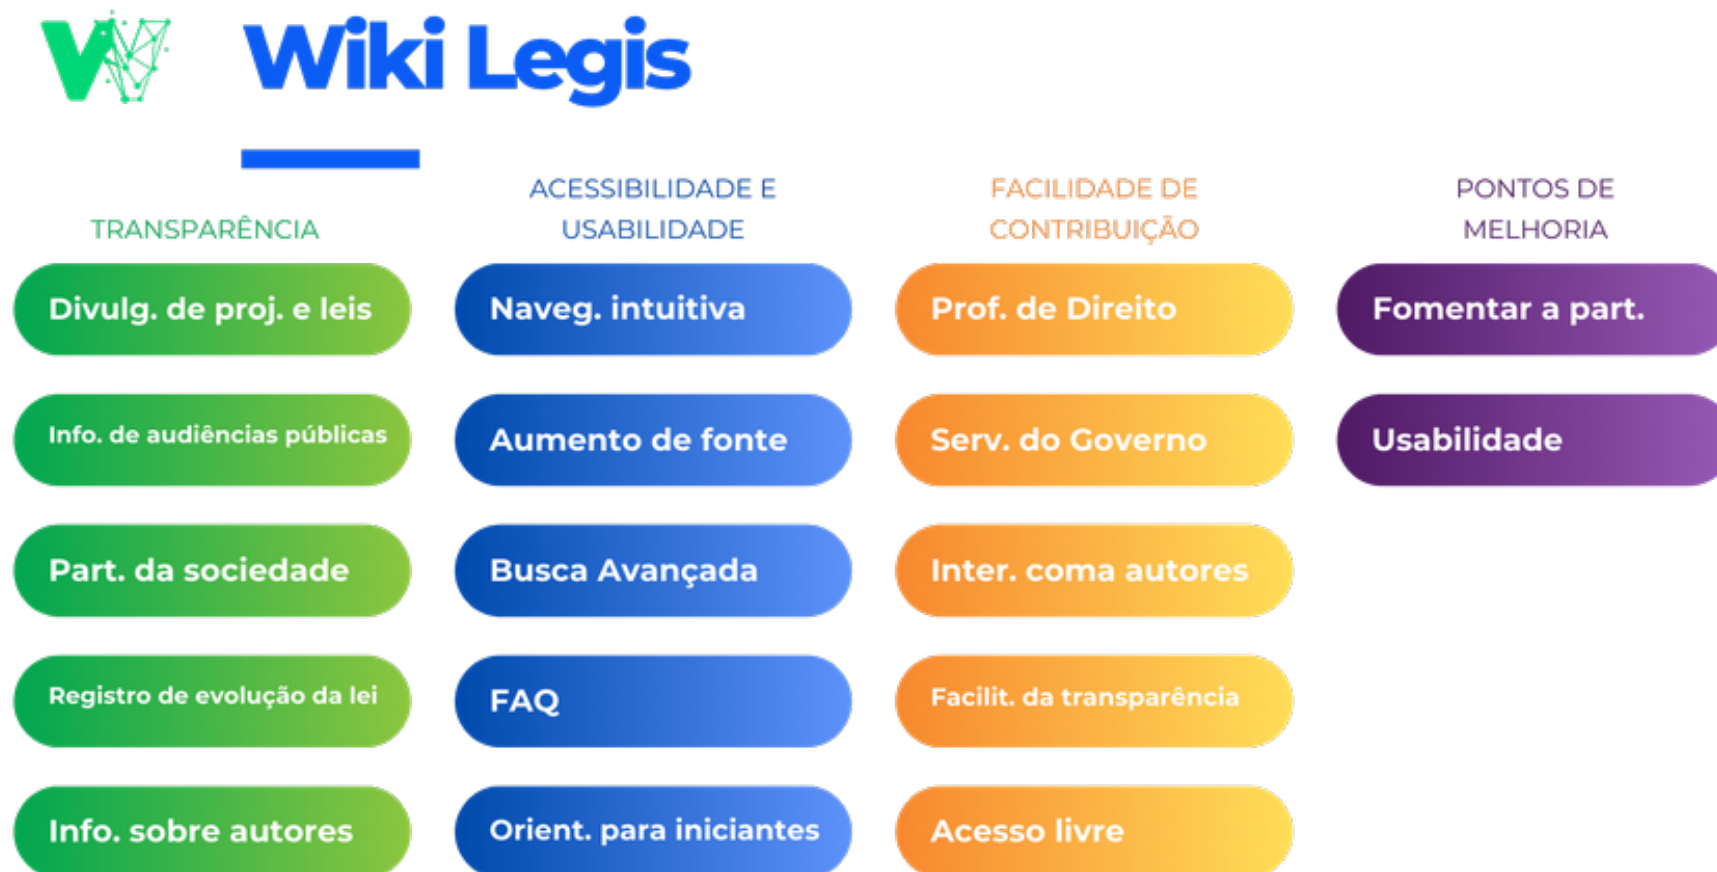 Wiki Legis
TRANSPARÊNCIA
Divulg. de proj. e leis
Info. de audiências públicas
Part. da sociedade
Registro de evolução da lei
Info. sobre autores
ACESSIBILIDADE E
USABILIDADE
Naveg. intuitiva
Aumento de fonte
Busca Avançada
FAQ
Orient. para iniciantes
FACILIDADE DE
CONTRIBUIÇÃO
Prof. de Direito
Serv. do Governo
Inter. coma autores
Facilit. da transparência
Acesso livre
PONTOS DE
MELHORIA
Fomentar a part.
Usabilidade